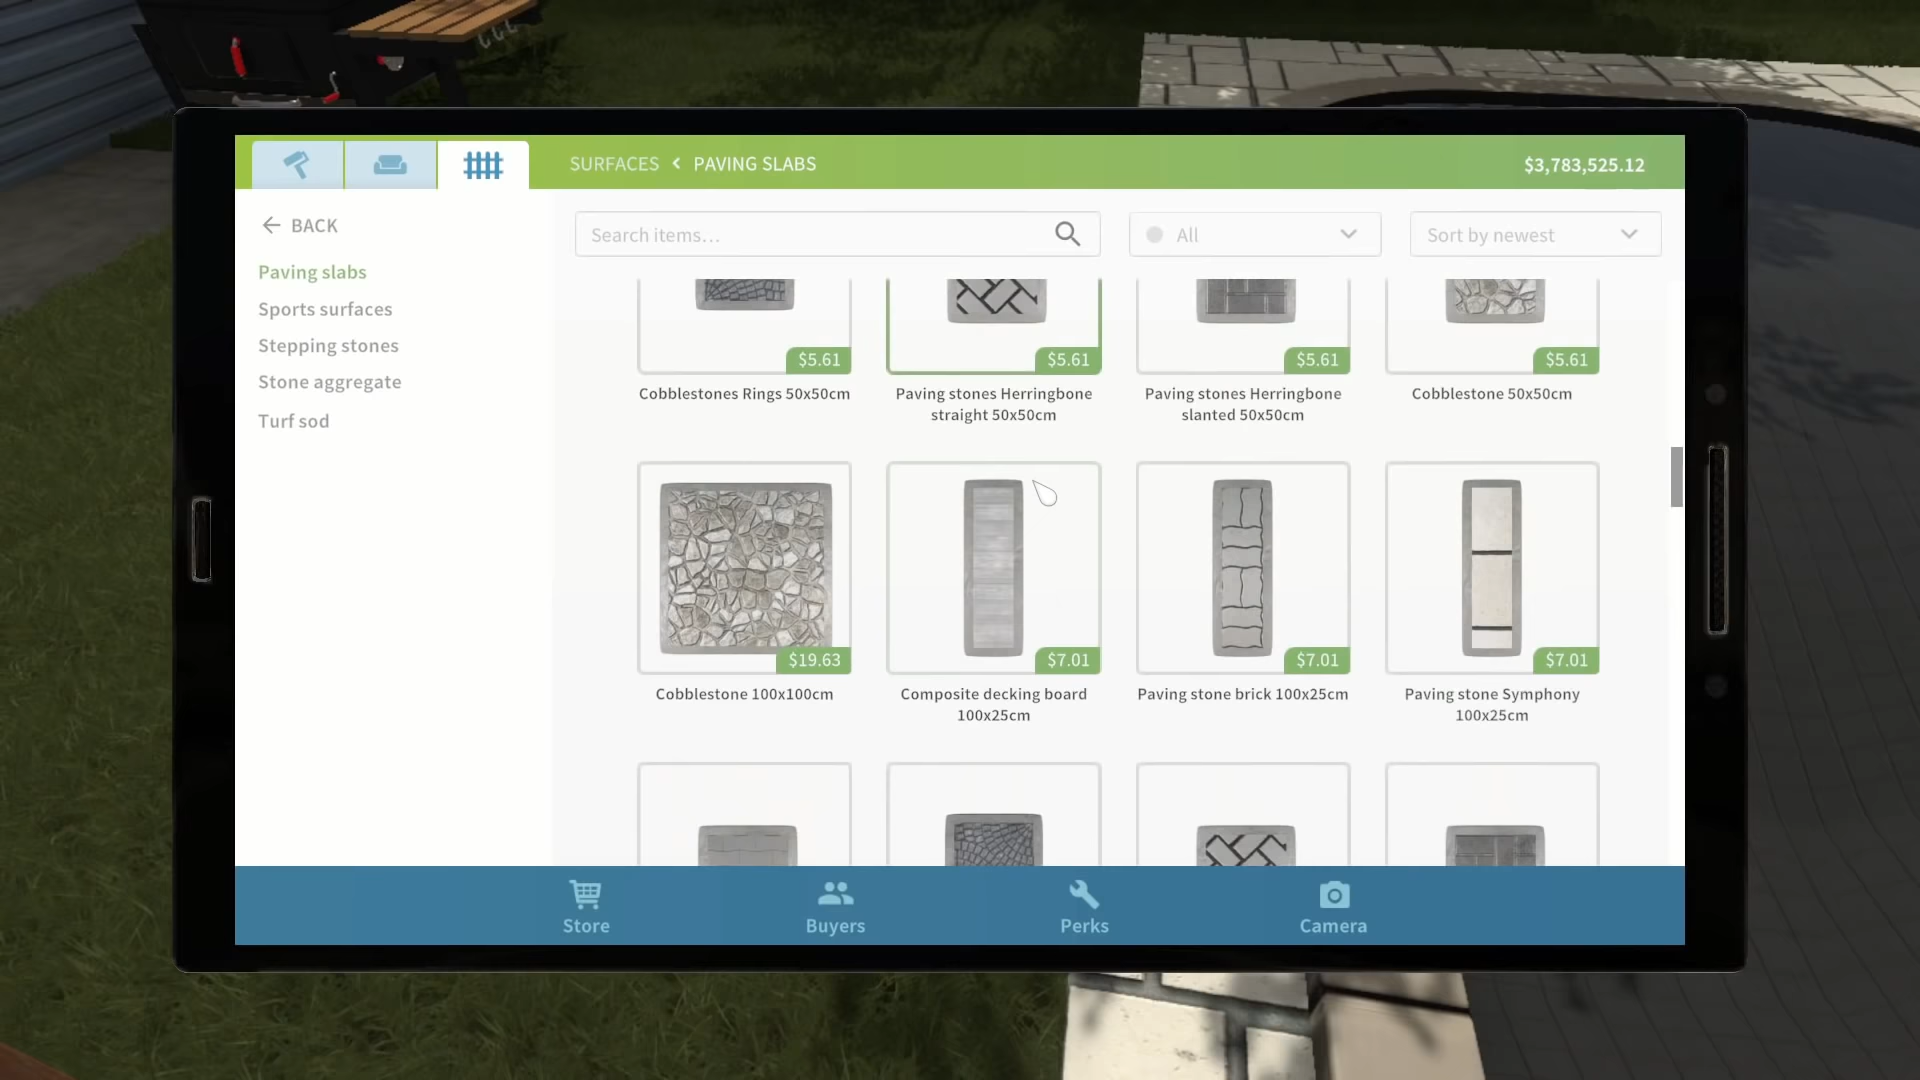 SURFACES < PAVING SLABS
$3,783,525.12
BACK
Search items...
All
Sort by newest
Paving slabs
Sports surfaces
Stepping stones
Stone aggregate
Turf sod
$5.61
$5.61
$5.61
$5.61
Cobblestones Rings 50x50cm
Paving stones Herringbone
straight 50x50cm
Paving stones Herringbone
slanted 50x50cm
Cobblestone 50x50cm
$19.63
$7.01
$7.01
$7.01
Cobblestone 100x100cm
Composite decking board
100x25cm
Paving stone brick 100x25cm
Paving stone Symphony
100x25cm
Store
Buyers
Perks
Camera